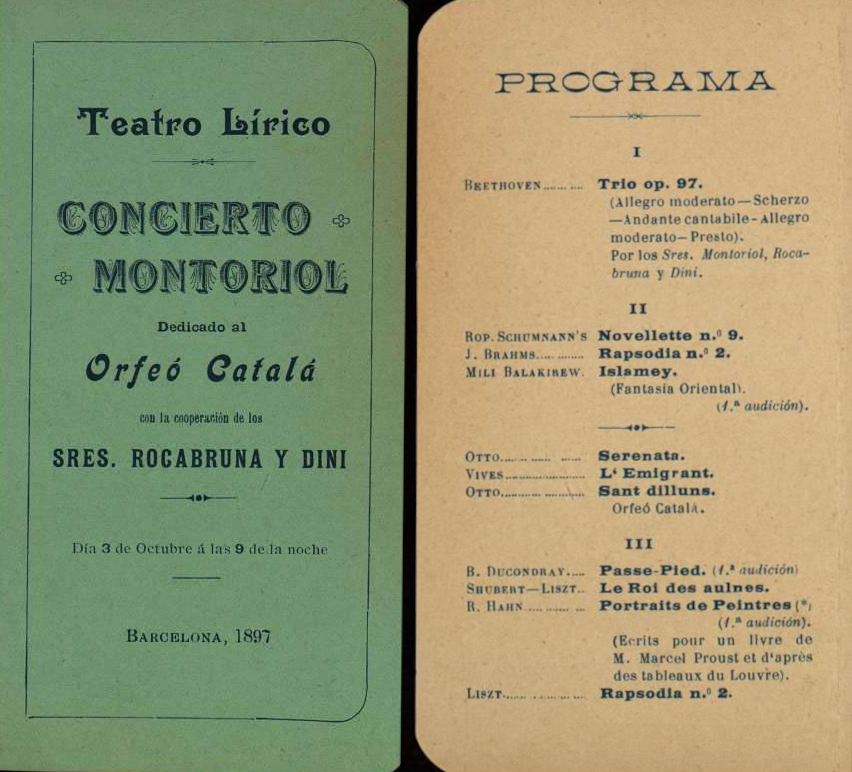 Teatro Lírico
CONCIERTO
MONTORIOL
Dedicado al
Orfeó Catalá
con la cooperación de los
SRES. ROCABRUNA Y DINI
Día 3 de Octubre á las 9 de la noche
BARCELONA, 1897
PROGRAMA
I
BEETHOVEN.......... Trio op. 97.
(Allegro moderato—Scherzo
—Andante cantabile-Allegro
moderato—Presto).
Por los Sres. Montoriol, Roca-
bruna y Dini.
II
ROP. SCHUMNANN'S Novellette n.º 9.
J. BRAHMS............ Rapsodia n.º 2.
MILI BALAKIREW. Islamey.
(Fantasía Oriental).
(1.ª audición).
OTTO.................... Serenata.
VIVES.................... L' Emigrant.
OTTO.................... Sant dilluns.
Orfeó Catalá.
III
B. DUCONDRAY..... Passe-Pied. (1.ª audición)
SHUBERT—LISZT.. Le Roi des aulnes.
R. HAHN ............. Portraits de Peintres (*)
(1.ª audición).
(Ecrits pour un livre de
M. Marcel Proust et d'après
des tableaux du Louvre).
LISZT.................... Rapsodia n.º 2.